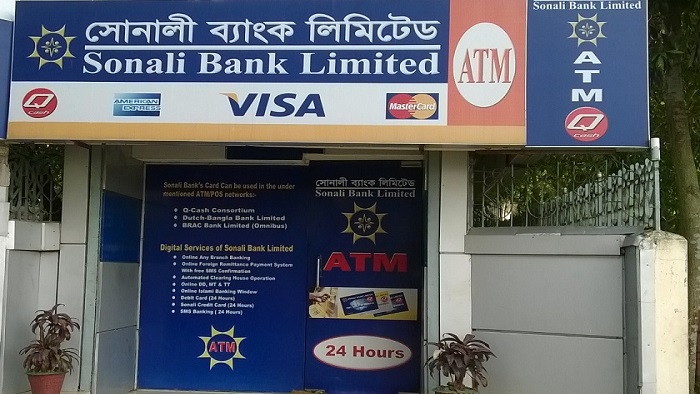 সোনালী ব্যাংক লিমিটেড
Sonali Bank Limited
Q
cash
AMERICAN
EXPRESS
VISA
MasterCard
ATM
Sonali Bank Limited
ATM
Q
cash
Sonali Bank's Card Can be used in the under
mentioned ATM/POS networks:-
Q-Cash Consortium
Dutch-Bangla Bank Limited
BRAC Bank Limited (Omnibus)
Digital Services of Sonali Bank Limited
Online Any Branch Banking
Online Foreign Remittance Payment System
With free SMS Confirmation
Automated Clearing House Operation
Online DD, MT & TT
Online Islami Banking Window
Debit Card (24 Hours)
Sonali Credit Card (24 Hours)
SMS Banking ( 24 Hours)
ATM
সোনালী ব্যাংক লিমিটেড
Sonali Bank Limited
ATM
24 Hours